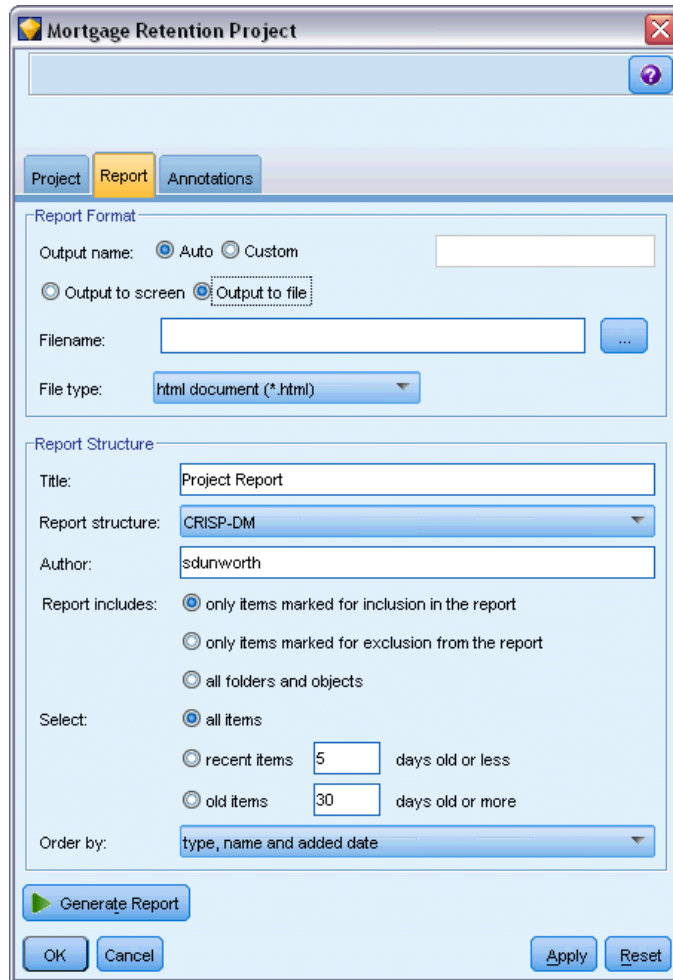 Mortgage Retention Project
?
Project Report Annotations
Report Format
Output name: Auto Custom
Output to screen Output to file
Filename: ...
File type: html document (*.html)
Report Structure
Title: Project Report
Report structure: CRISP-DM
Author: sdunworth
Report includes: only items marked for inclusion in the report
only items marked for exclusion from the report
all folders and objects
Select: all items
recent items 5 days old or less
old items 30 days old or more
Order by: type, name and added date
Generate Report
OK Cancel Apply Reset